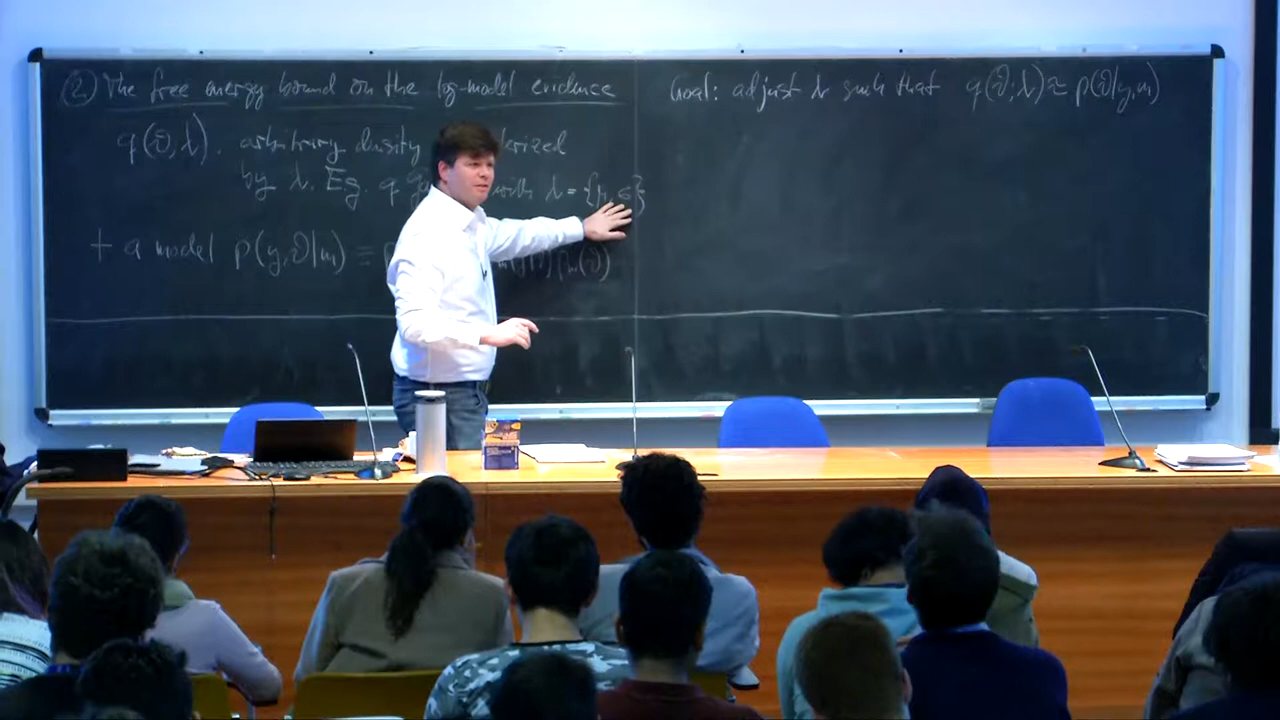 ② The free energy bound on the log-model evidence
q(ϑ, λ). arbitrary density
by λ. Eg. q with λ = {μ, σ}
+ a model p(y, ϑ|m) ≡
Goal: adjust λ such that q(ϑ; λ) ≈ p(ϑ|y, m)